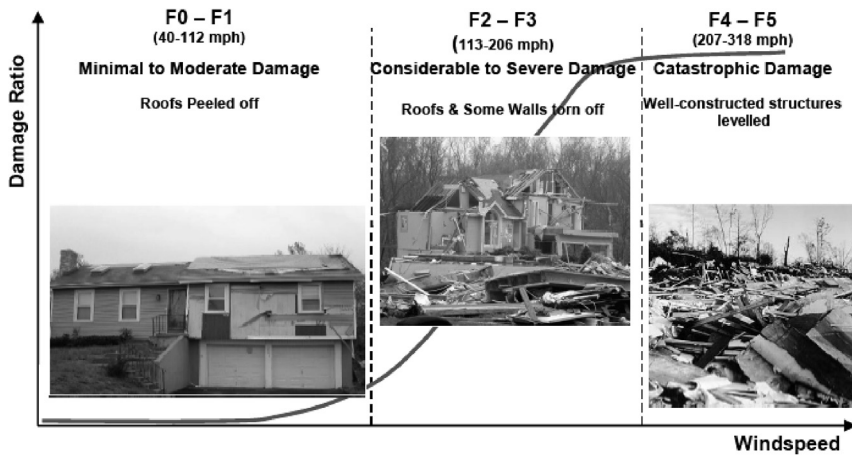 F0 – F1
(40-112 mph)
Minimal to Moderate Damage
Roofs Peeled off
F2 – F3
(113-206 mph)
Considerable to Severe Damage
Roofs & Some Walls torn off
F4 – F5
(207-318 mph)
Catastrophic Damage
Well-constructed structures
levelled
Damage Ratio
Windspeed